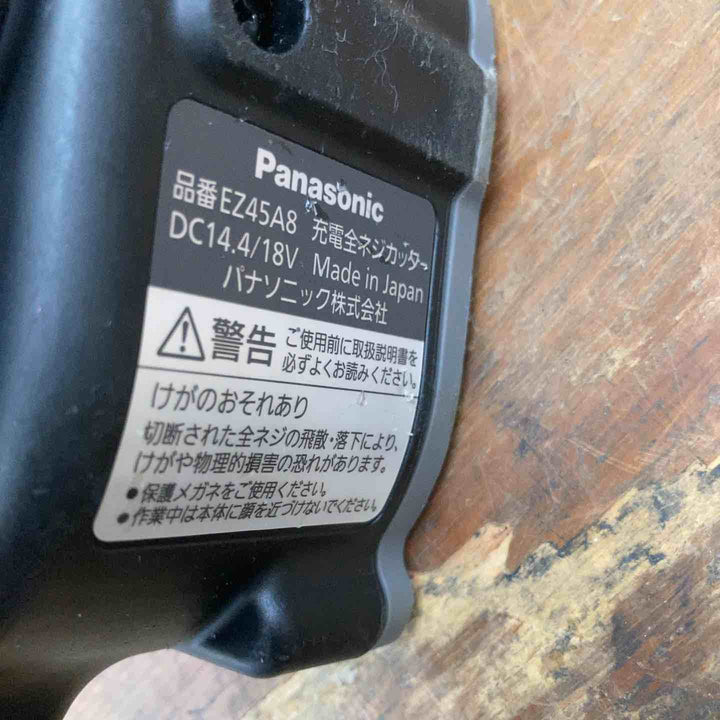 Panasonic
品番EZ45A8 充電全ネジカッター
DC14.4/18V Made in Japan
パナソニック株式会社
警告 ご使用前に取扱説明書を
必ずよくお読みください。
けがのおそれあり
切断された全ネジの飛散・落下により、
けがや物理的損害の恐れがあります。
●保護メガネをご使用ください。
●作業中は本体に顔を近づけないでください。